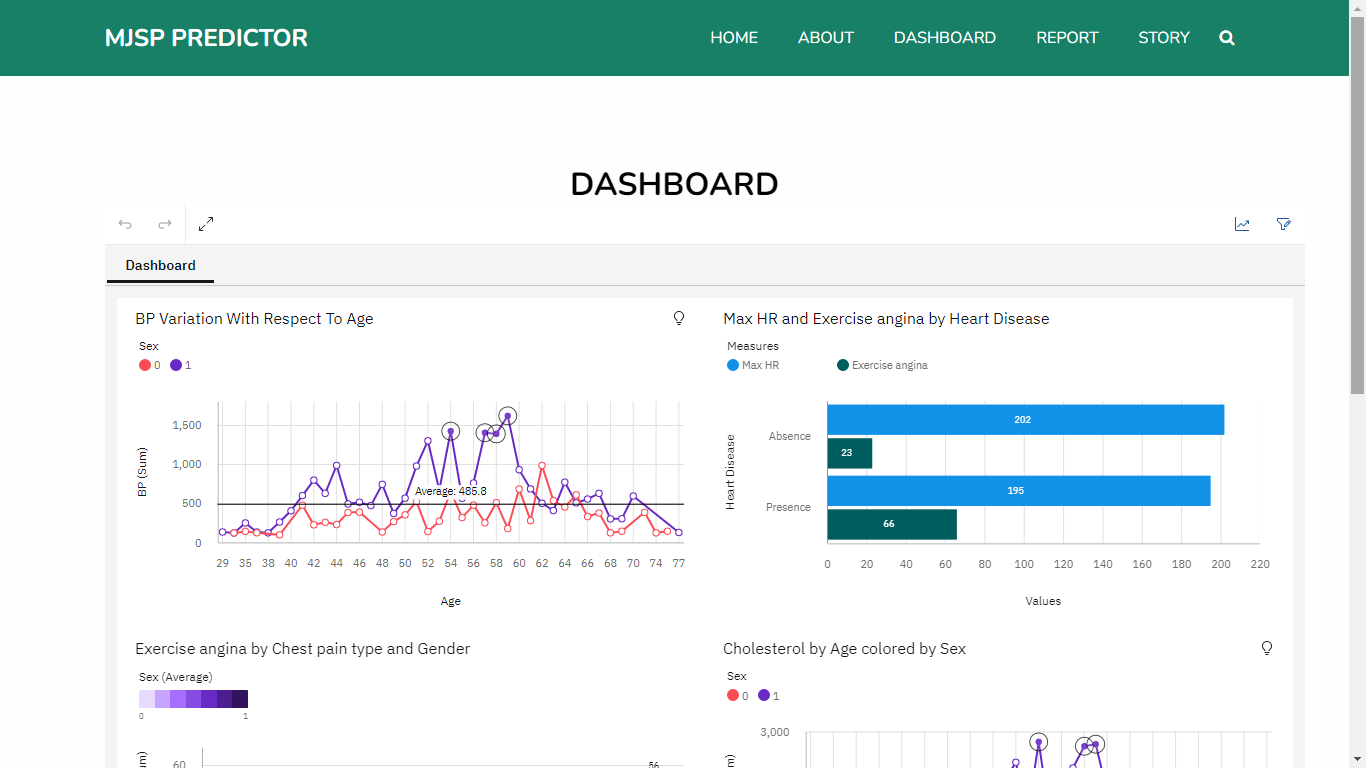 MJSP PREDICTOR
HOME ABOUT DASHBOARD REPORT STORY
DASHBOARD
Dashboard
BP Variation With Respect To Age
Sex
0 1
BP (Sum)
1,500
1,000
500
0
Average: 485.8
29 35 38 40 42 44 46 48 50 52 54 56 58 60 62 64 66 68 70 74 77
Age
Max HR and Exercise angina by Heart Disease
Measures
Max HR Exercise angina
Heart Disease
Absence
Presence
202
23
195
66
0 20 40 60 80 100 120 140 160 180 200 220
Values
Exercise angina by Chest pain type and Gender
Sex (Average)
0 1
um)
60
56
Cholesterol by Age colored by Sex
Sex
0 1
3,000
m)